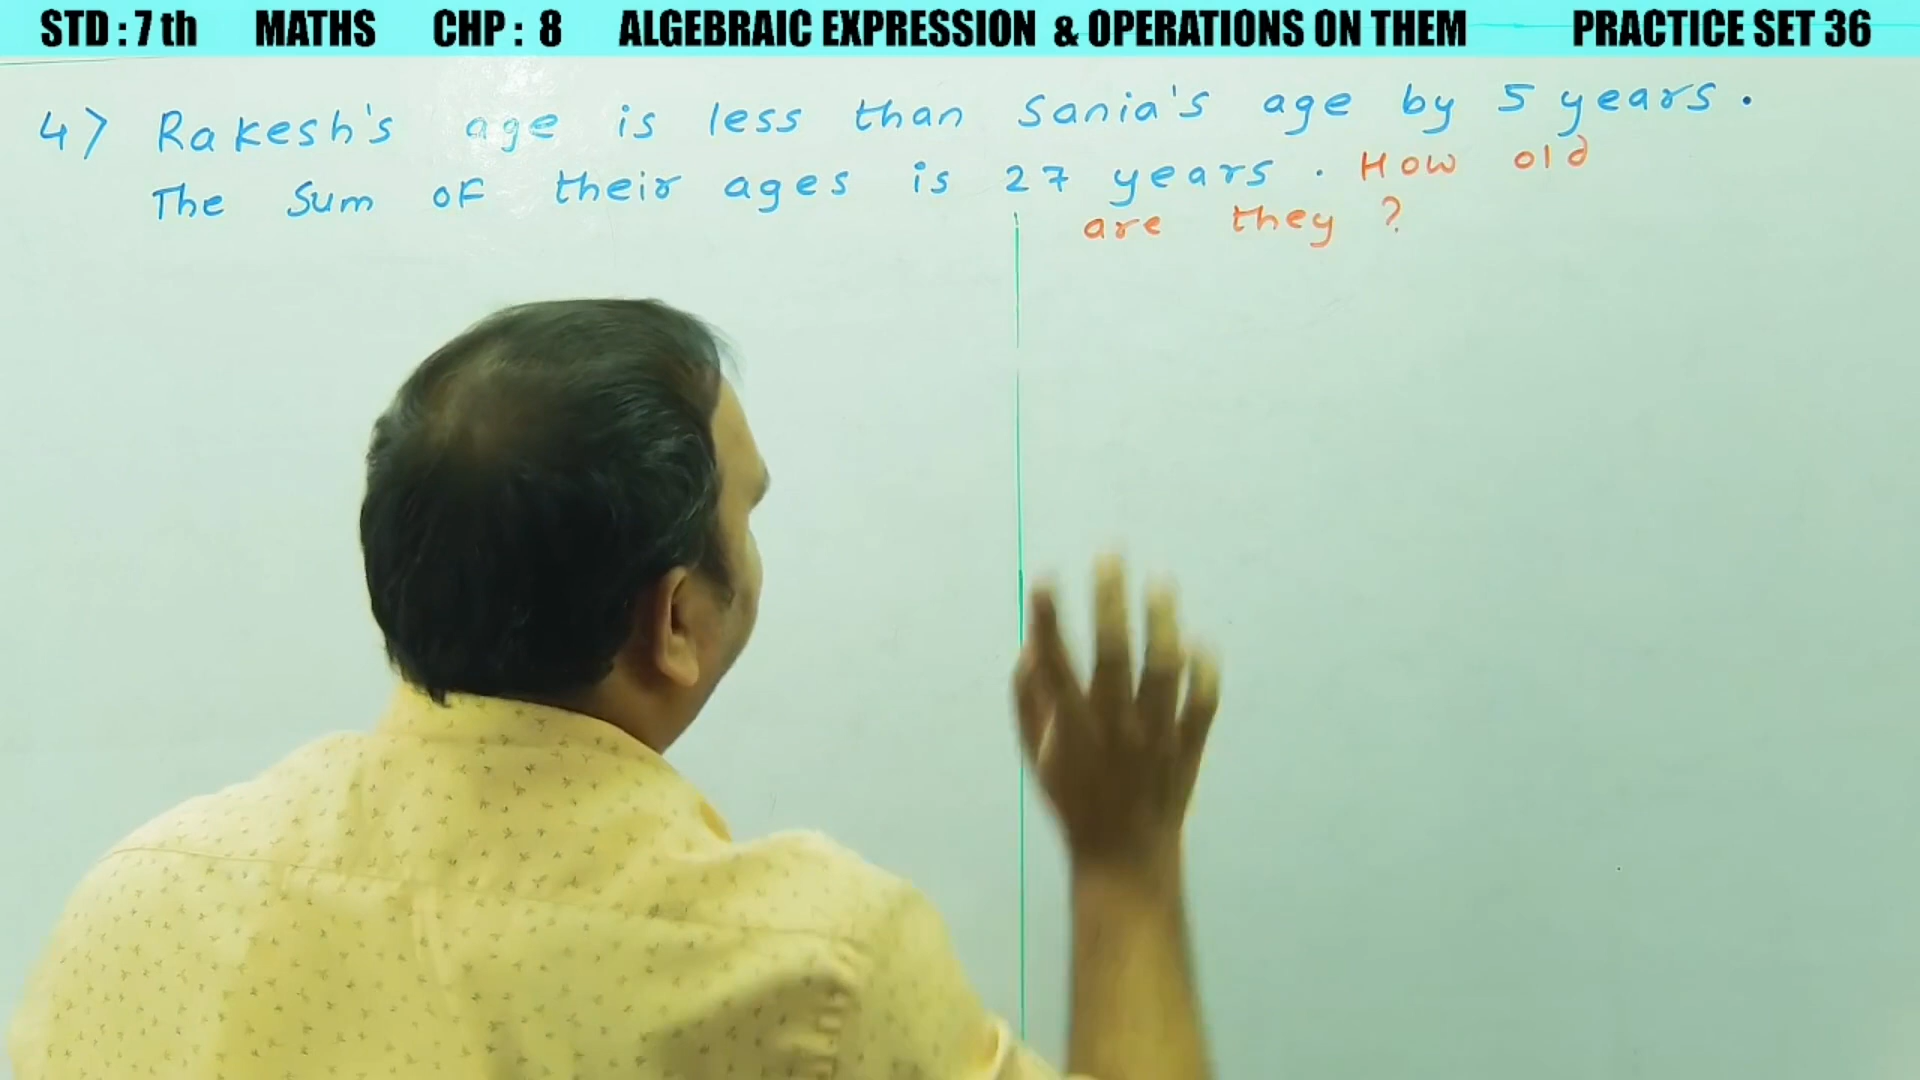 STD : 7 th MATHS CHP : 8 ALGEBRAIC EXPRESSION & OPERATIONS ON THEM PRACTICE SET 36
4) Rakesh's age is less than Sania's age by 5 years.
The Sum of their ages is 27 years. How old
are they ?